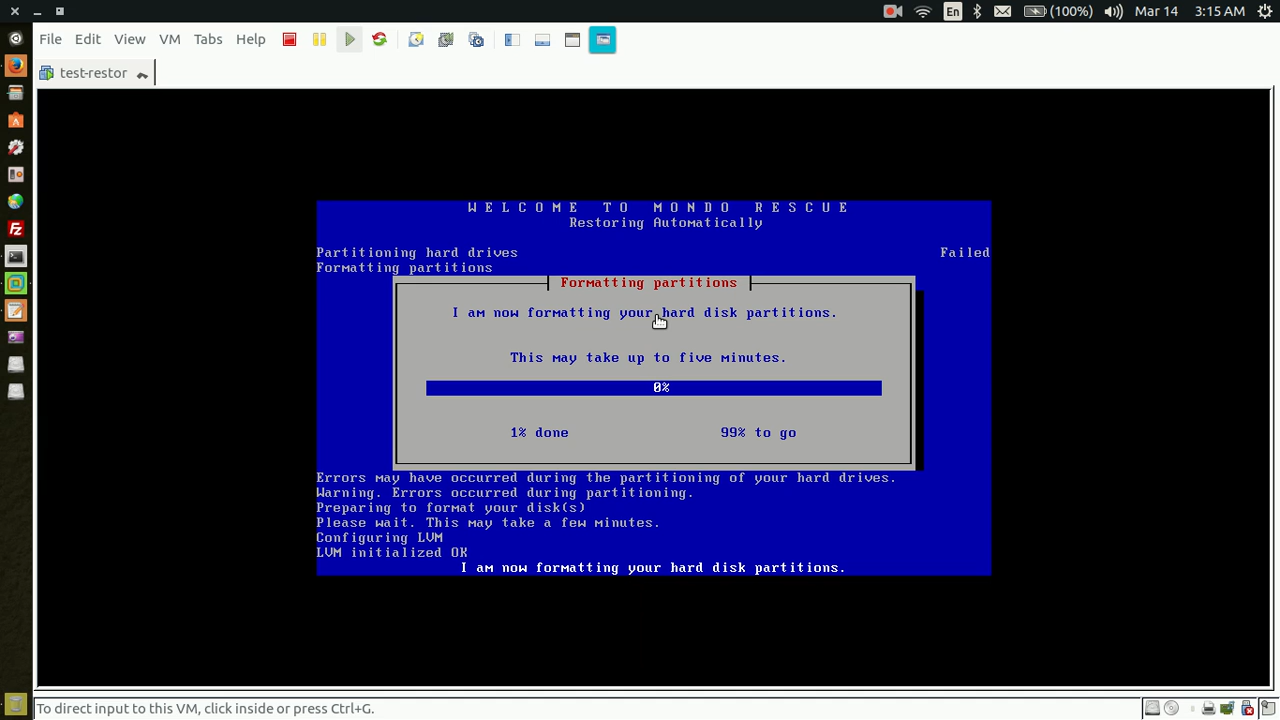 En
(100%)
Mar 14
3:15 AM
File Edit View VM Tabs Help
test-restor
W E L C O M E T O M O N D O R E S C U E
Restoring Automatically
Partitioning hard drives Failed
Formatting partitions
Formatting partitions
I am now formatting your hard disk partitions.
This may take up to five minutes.
0%
1% done 99% to go
Errors may have occurred during the partitioning of your hard drives.
Warning. Errors occurred during partitioning.
Preparing to format your disk(s)
Please wait. This may take a few minutes.
Configuring LVM
LVM initialized OK
I am now formatting your hard disk partitions.
To direct input to this VM, click inside or press Ctrl+G.